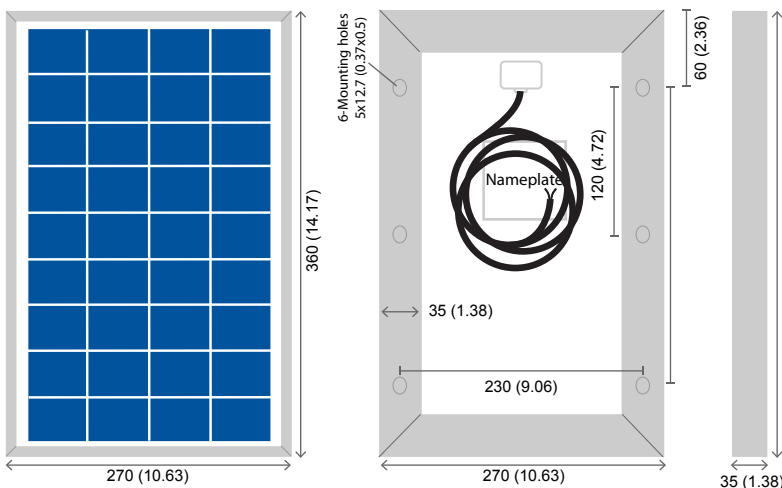 360 (14.17)
270 (10.63)
6-Mounting holes
5x12.7 (0.37x0.5)
Nameplate
60 (2.36)
120 (4.72)
35 (1.38)
230 (9.06)
270 (10.63)
35 (1.38)